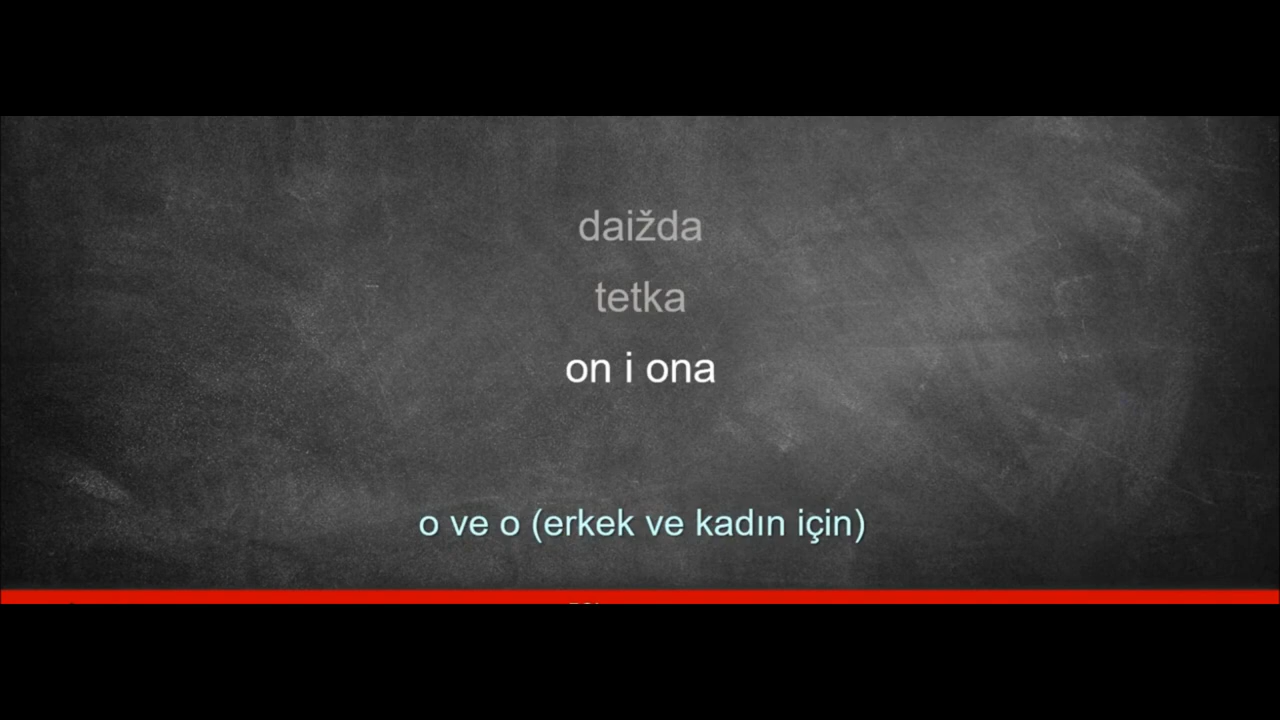 daižda
tetka
on i ona
o ve o (erkek ve kadın için)